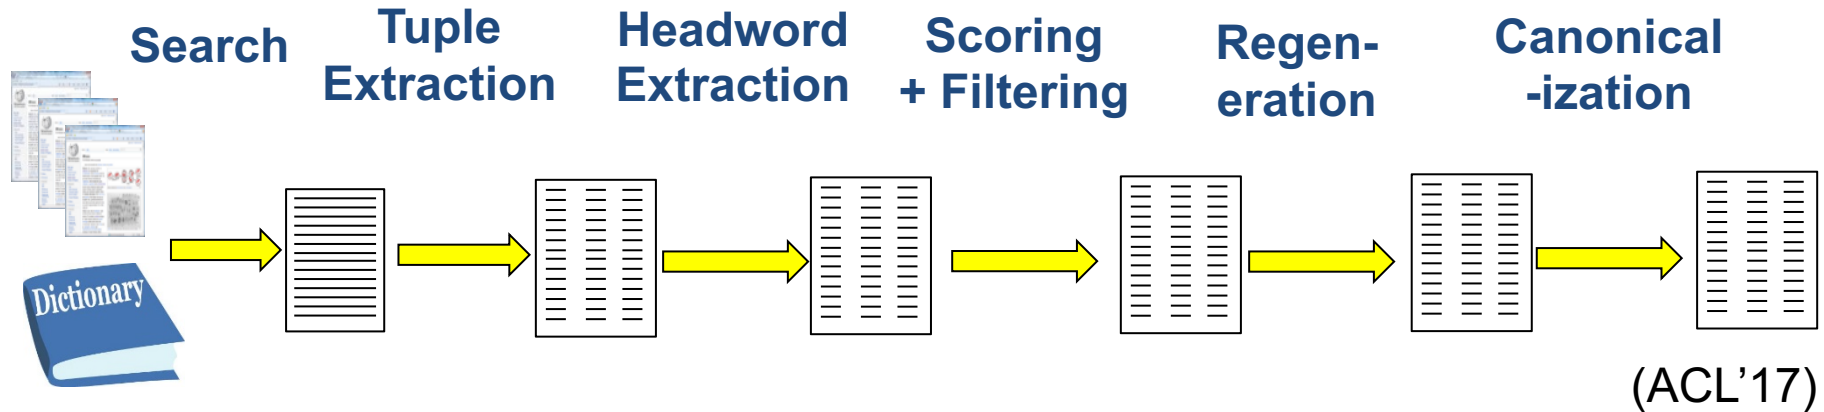 Search
Tuple
Extraction
Headword
Extraction
Scoring
+ Filtering
Regen-
eration
Canonical
-ization
Dictionary
(ACL’17)